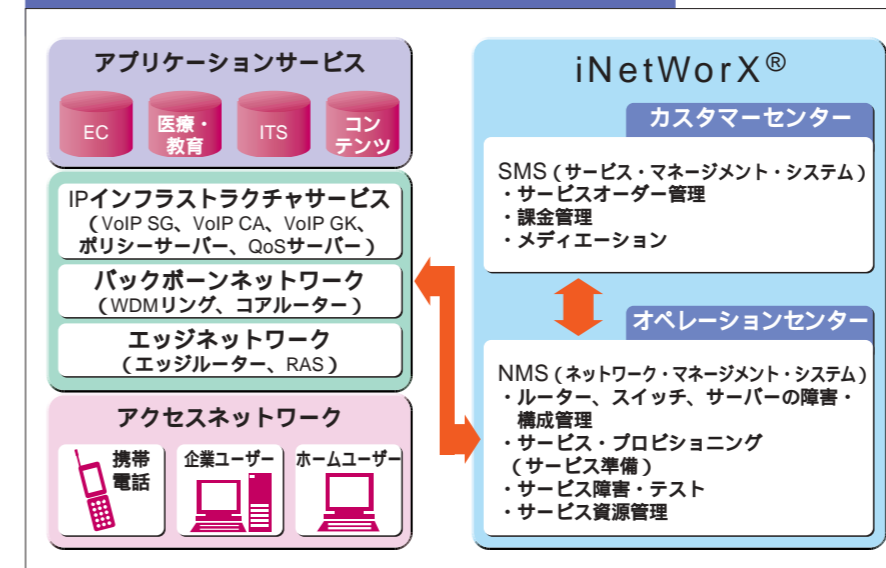 アプリケーションサービス
EC
医療・
教育
ITS
コン
テンツ
IPインフラストラクチャサービス
（VoIP SG、VoIP CA、VoIP GK、
ポリシーサーバー、QoSサーバー）
バックボーンネットワーク
（WDMリング、コアルーター）
エッジネットワーク
（エッジルーター、RAS）
アクセスネットワーク
携帯
電話
企業ユーザー
ホームユーザー
iNetWorX®
カスタマーセンター
SMS（サービス・マネージメント・システム）
・サービスオーダー管理
・課金管理
・メディエーション
オペレーションセンター
NMS（ネットワーク・マネージメント・システム）
・ルーター、スイッチ、サーバーの障害・
構成管理
・サービス・プロビショニング
（サービス準備）
・サービス障害・テスト
・サービス資源管理